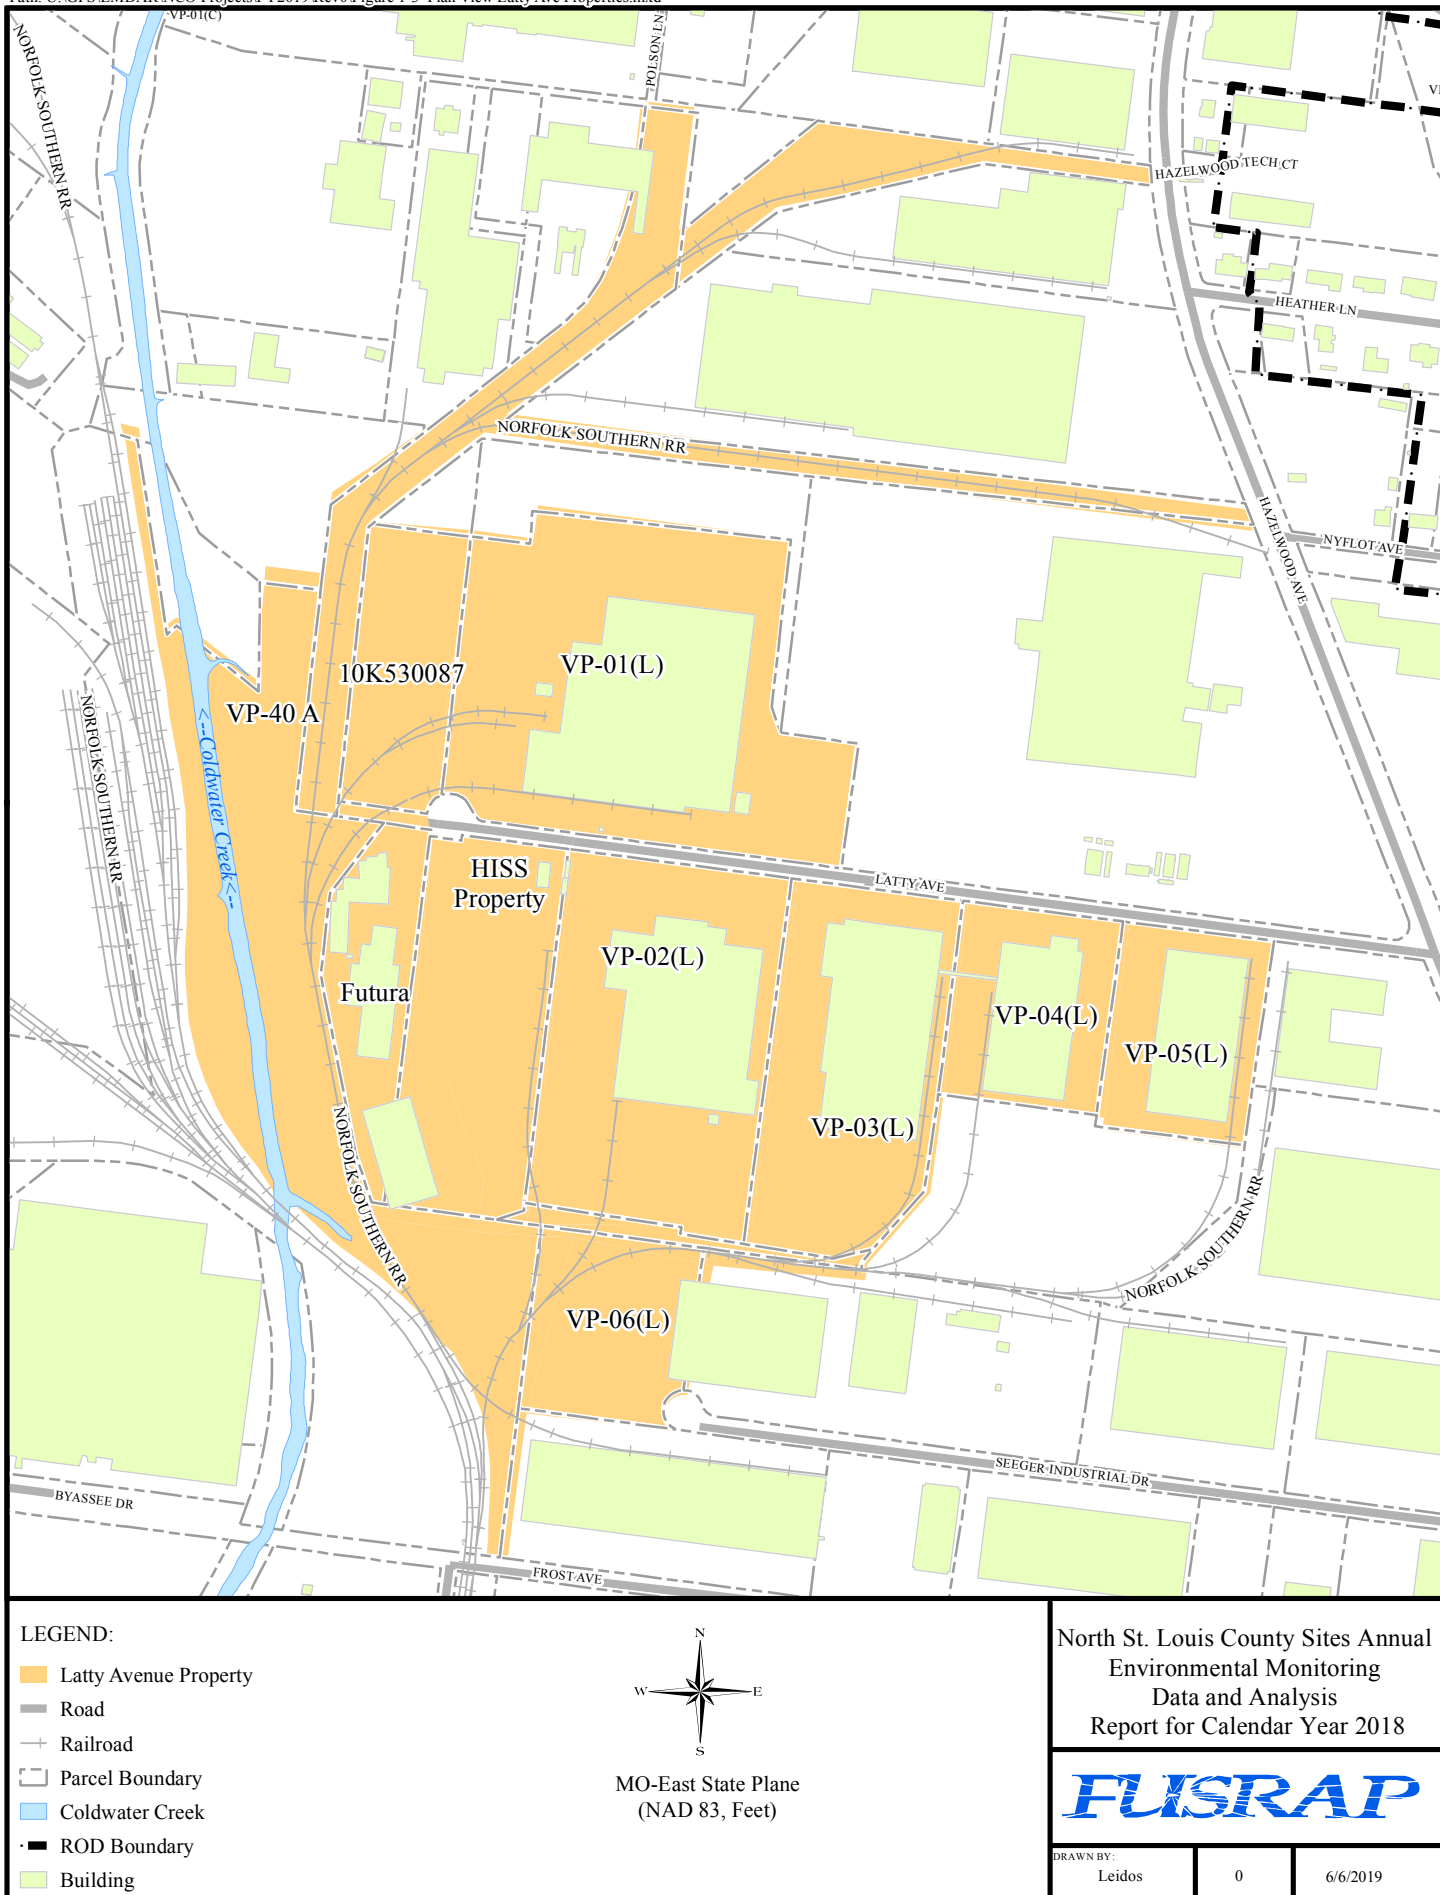 VP-01(C)
NORFOLK SOUTHERN RR
POLSON LN
HAZELWOOD TECH CT
HEATHER LN
NORFOLK SOUTHERN RR
HAZELWOOD AVE
NYFLOT AVE
10K530087
VP-01(L)
VP-40 A
NORFOLK SOUTHERN RR
<--Coldwater Creek<--
HISS
Property
LATTY AVE
VP-02(L)
Futura
VP-04(L)
VP-05(L)
VP-03(L)
NORFOLK SOUTHERN RR
NORFOLK SOUTHERN RR
VP-06(L)
SEEGER INDUSTRIAL DR
BYASSEE DR
FROST AVE
LEGEND:
Latty Avenue Property
Road
Railroad
Parcel Boundary
Coldwater Creek
ROD Boundary
Building
N
W E
S
MO-East State Plane
(NAD 83, Feet)
North St. Louis County Sites Annual
Environmental Monitoring
Data and Analysis
Report for Calendar Year 2018
FUSRAP
DRAWN BY:
Leidos
0
6/6/2019